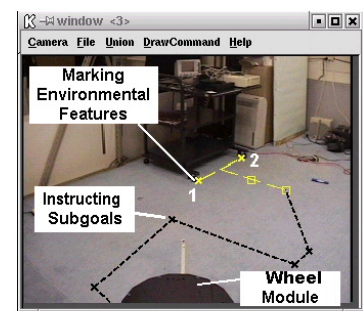 window <3>
Camera File Union DrawCommand Help
Marking
Environmental
Features
1
2
Instructing
Subgoals
Wheel
Module